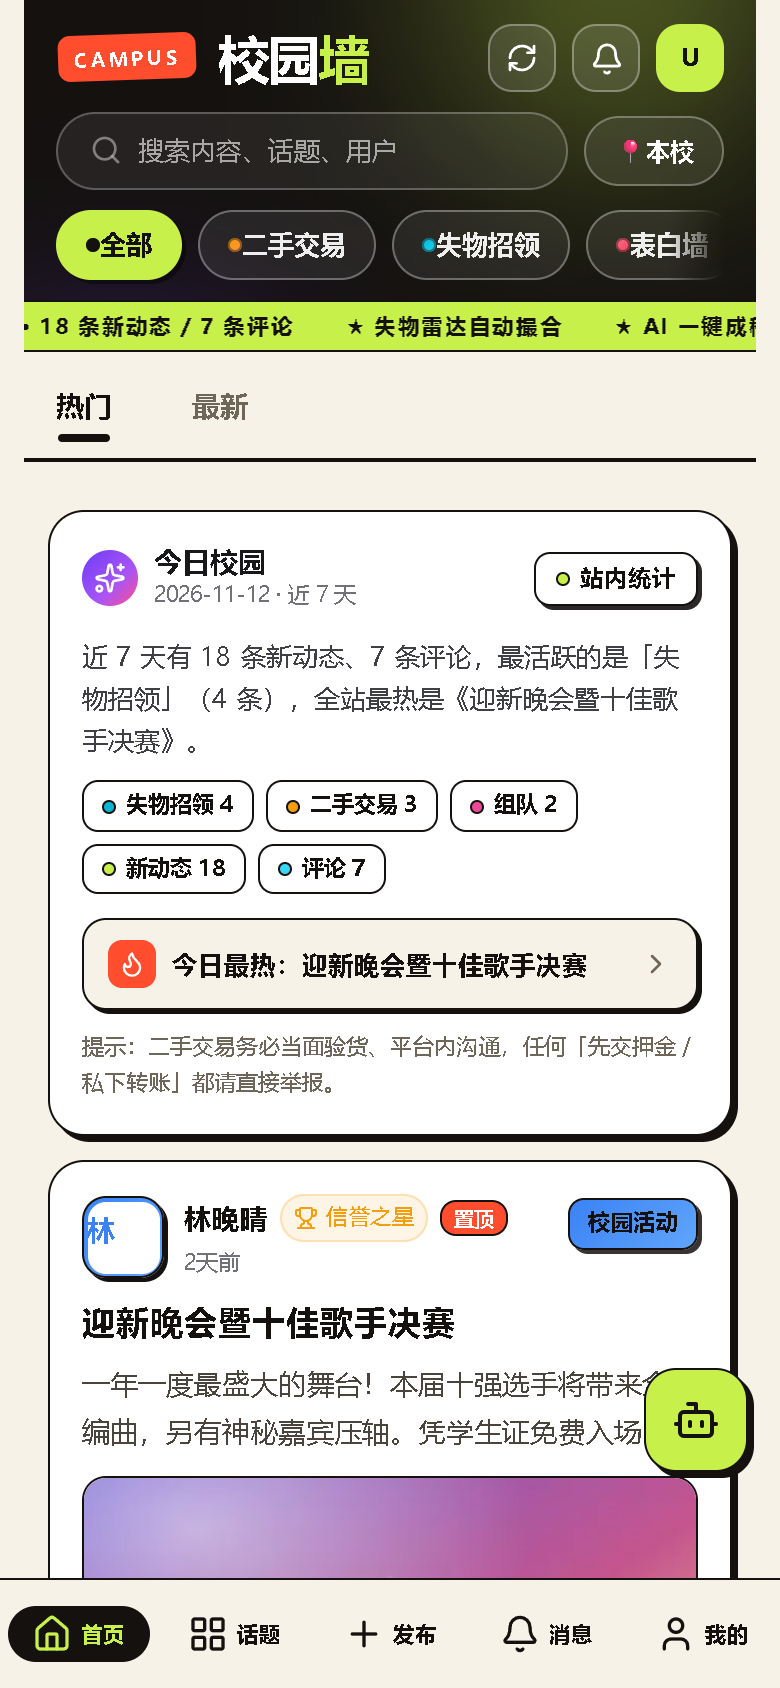 CAMPUS 校园墙 U
搜索内容、话题、用户 本校
全部 二手交易 失物招领 表白墙
18 条新动态 / 7 条评论 ★ 失物雷达自动撮合 ★ AI 一键成
热门 最新
今日校园
2026-11-12 · 近 7 天
站内统计
近 7 天有 18 条新动态、7 条评论，最活跃的是「失
物招领」（4 条），全站最热是《迎新晚会暨十佳歌
手决赛》。
失物招领 4 二手交易 3 组队 2
新动态 18 评论 7
今日最热：迎新晚会暨十佳歌手决赛
提示：二手交易务必当面验货、平台内沟通，任何「先交押金 /
私下转账」都请直接举报。
林
林晚晴 信誉之星 置顶 校园活动
2天前
迎新晚会暨十佳歌手决赛
一年一度最盛大的舞台！本届十强选手将带来
编曲，另有神秘嘉宾压轴。凭学生证免费入场
首页 话题 发布 消息 我的